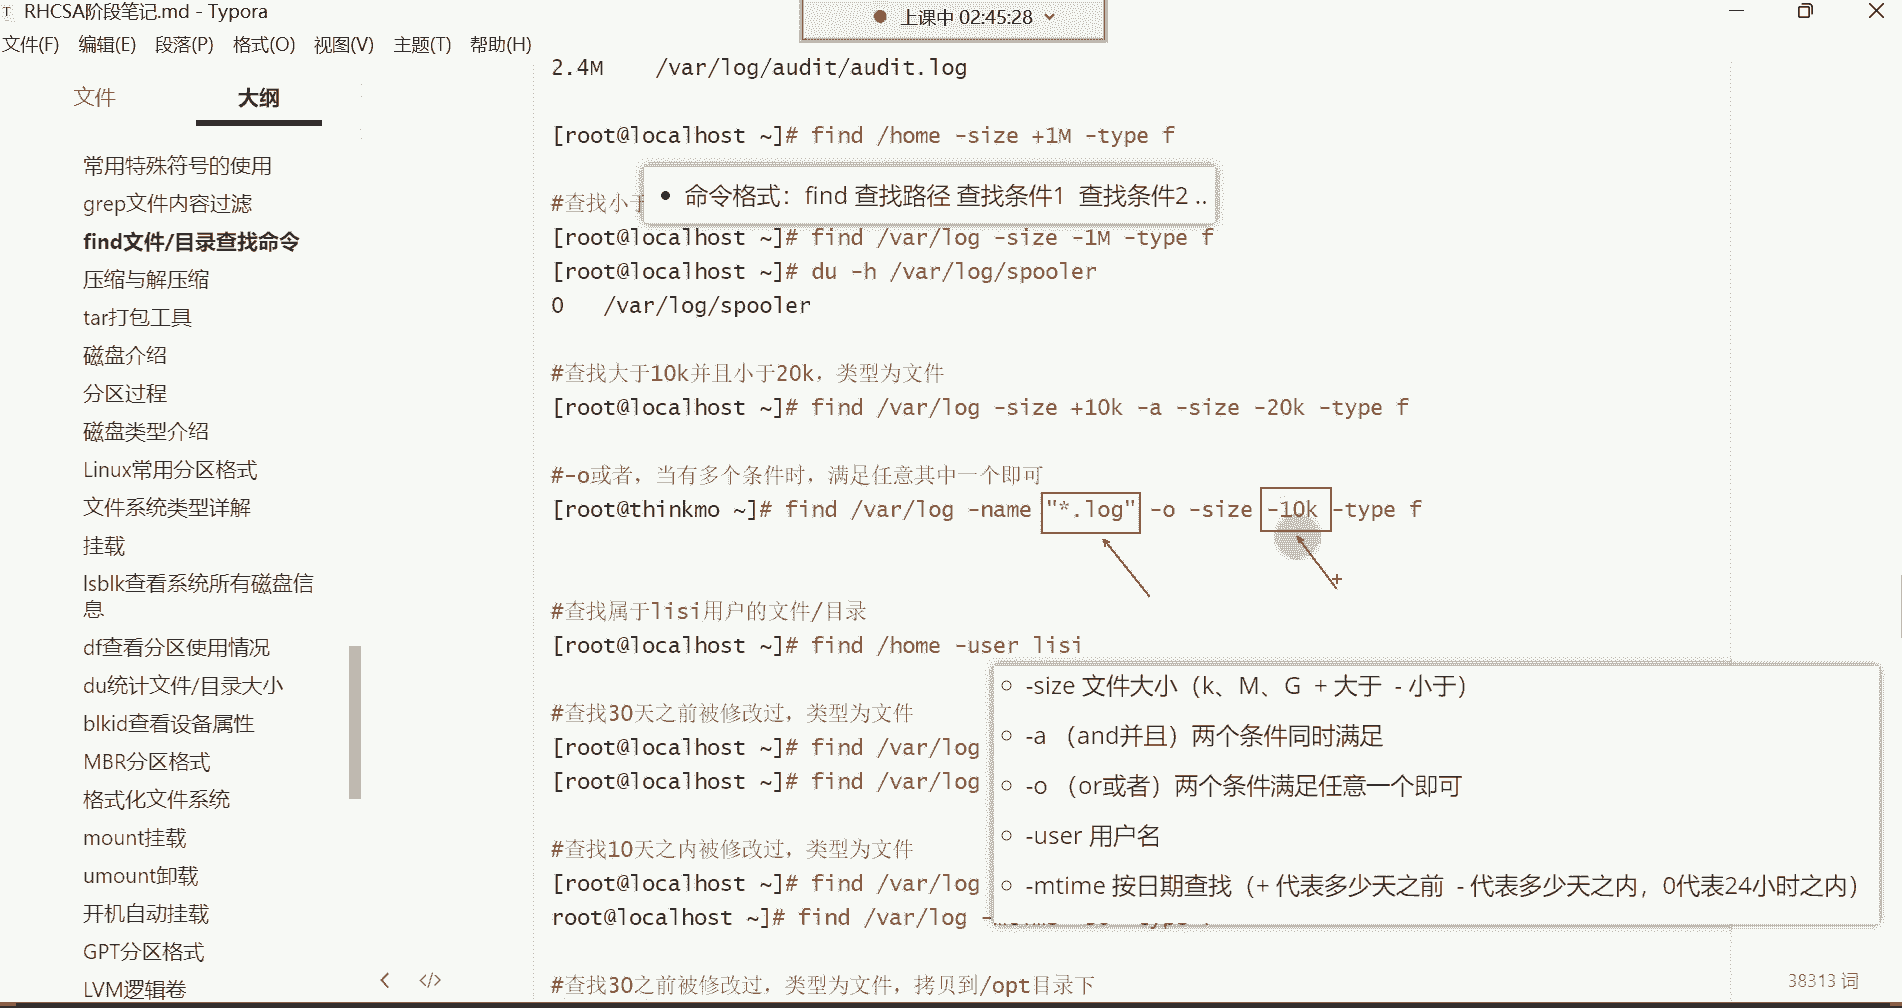 RHCSA阶段笔记.md - Typora
上课中 02:45:28
文件(F) 编辑(E) 段落(P) 格式(O) 视图(V) 主题(T) 帮助(H)
文件 大纲
常用特殊符号的使用
grep文件内容过滤
find文件/目录查找命令
压缩与解压缩
tar打包工具
磁盘介绍
分区过程
磁盘类型介绍
Linux常用分区格式
文件系统类型详解
挂载
lsblk查看系统所有磁盘信
息
df查看分区使用情况
du统计文件/目录大小
blkid查看设备属性
MBR分区格式
格式化文件系统
mount挂载
umount卸载
开机自动挂载
GPT分区格式
LVM逻辑卷
2.4M /var/log/audit/audit.log
[root@localhost ~]# find /home -size +1M -type f
命令格式：find 查找路径 查找条件1 查找条件2 ..
#查找小
[root@localhost ~]# find /var/log -size -1M -type f
[root@localhost ~]# du -h /var/log/spooler
0 /var/log/spooler
#查找大于10k并且小于20k，类型为文件
[root@localhost ~]# find /var/log -size +10k -a -size -20k -type f
#-o或者，当有多个条件时，满足任意其中一个即可
[root@thinkmo ~]# find /var/log -name "*.log" -o -size -10k -type f
#查找属于lisi用户的文件/目录
[root@localhost ~]# find /home -user lisi
#查找30天之前被修改过，类型为文件
[root@localhost ~]# find /var/log
[root@localhost ~]# find /var/log
#查找10天之内被修改过，类型为文件
[root@localhost ~]# find /var/log
root@localhost ~]# find /var/log
#查找30之前被修改过，类型为文件，拷贝到/opt目录下
-size 文件大小（k、M、G + 大于 - 小于）
-a （and并且）两个条件同时满足
-o （or或者）两个条件满足任意一个即可
-user 用户名
-mtime 按日期查找（+ 代表多少天之前 - 代表多少天之内，0代表24小时之内）
38313 词